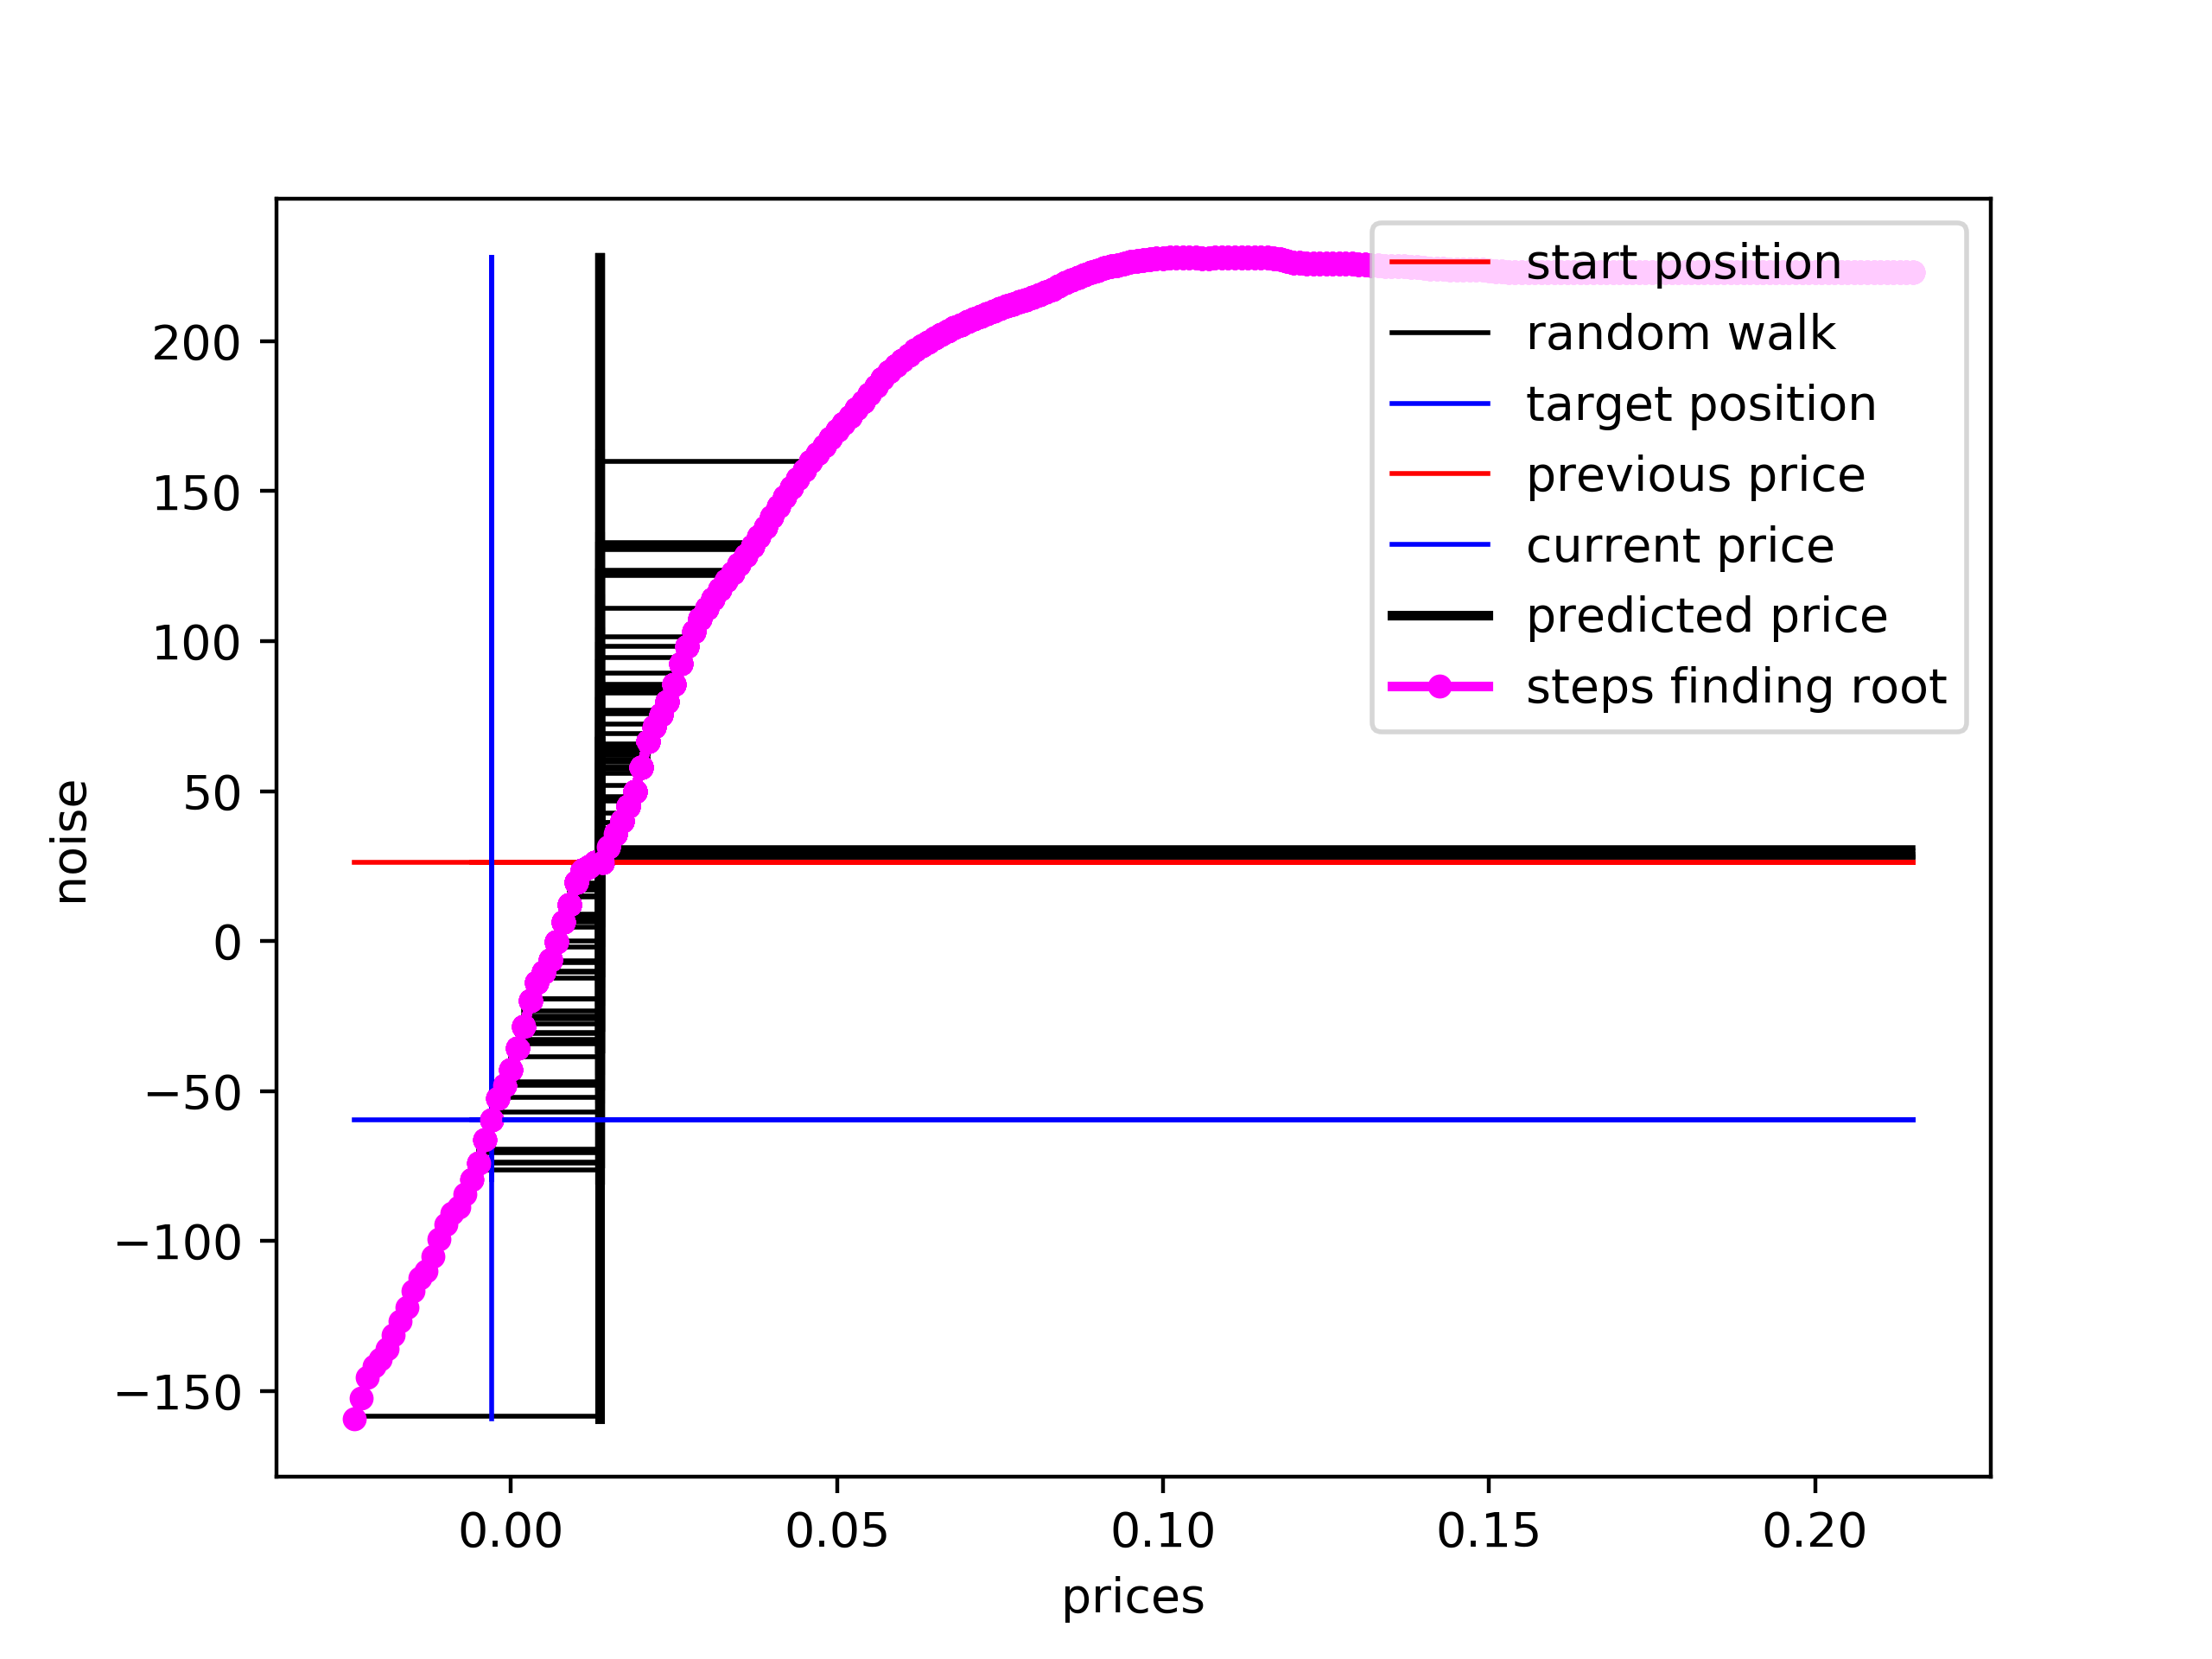 start position
random walk
target position
previous price
current price
predicted price
steps finding root
200
150
100
50
0
−50
−100
−150
noise
0.00 0.05 0.10 0.15 0.20
prices